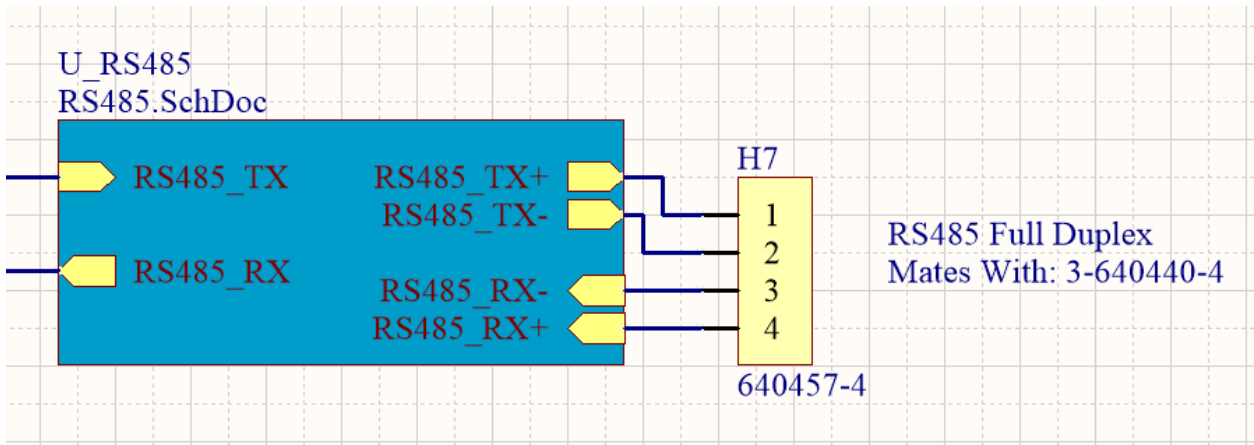 U_RS485
RS485.SchDoc
RS485_TX
RS485_RX
RS485_TX+
RS485_TX-
RS485_RX-
RS485_RX+
H7
1
2
3
4
640457-4
RS485 Full Duplex
Mates With: 3-640440-4